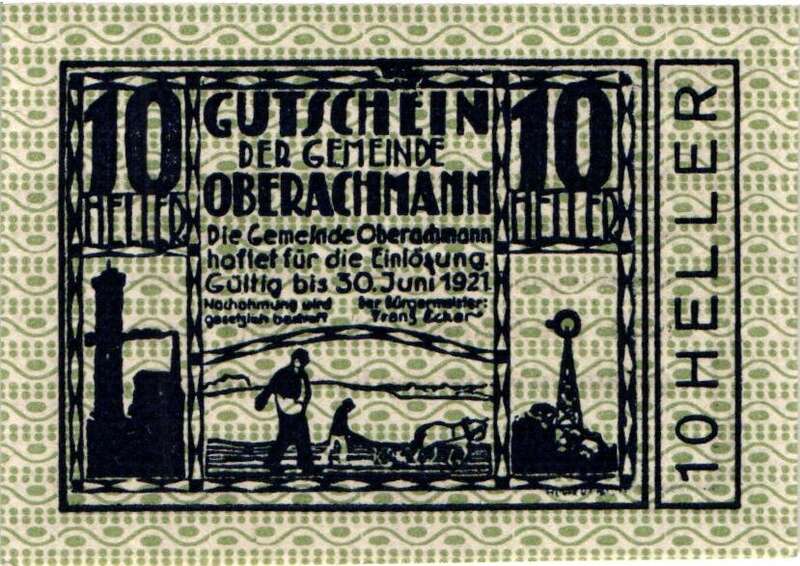 10
HELLER
GUTSCHEIN
DER GEMEINDE
OBERACHMANN
Die Gemeinde Oberachmann
haftet für die Einlösung.
Gültig bis 30. Juni 1921
Nachahmung wird
gesetzlich bestraft
Der Bürgermeister:
Franz Ecker
10
HELLER
10 HELLER